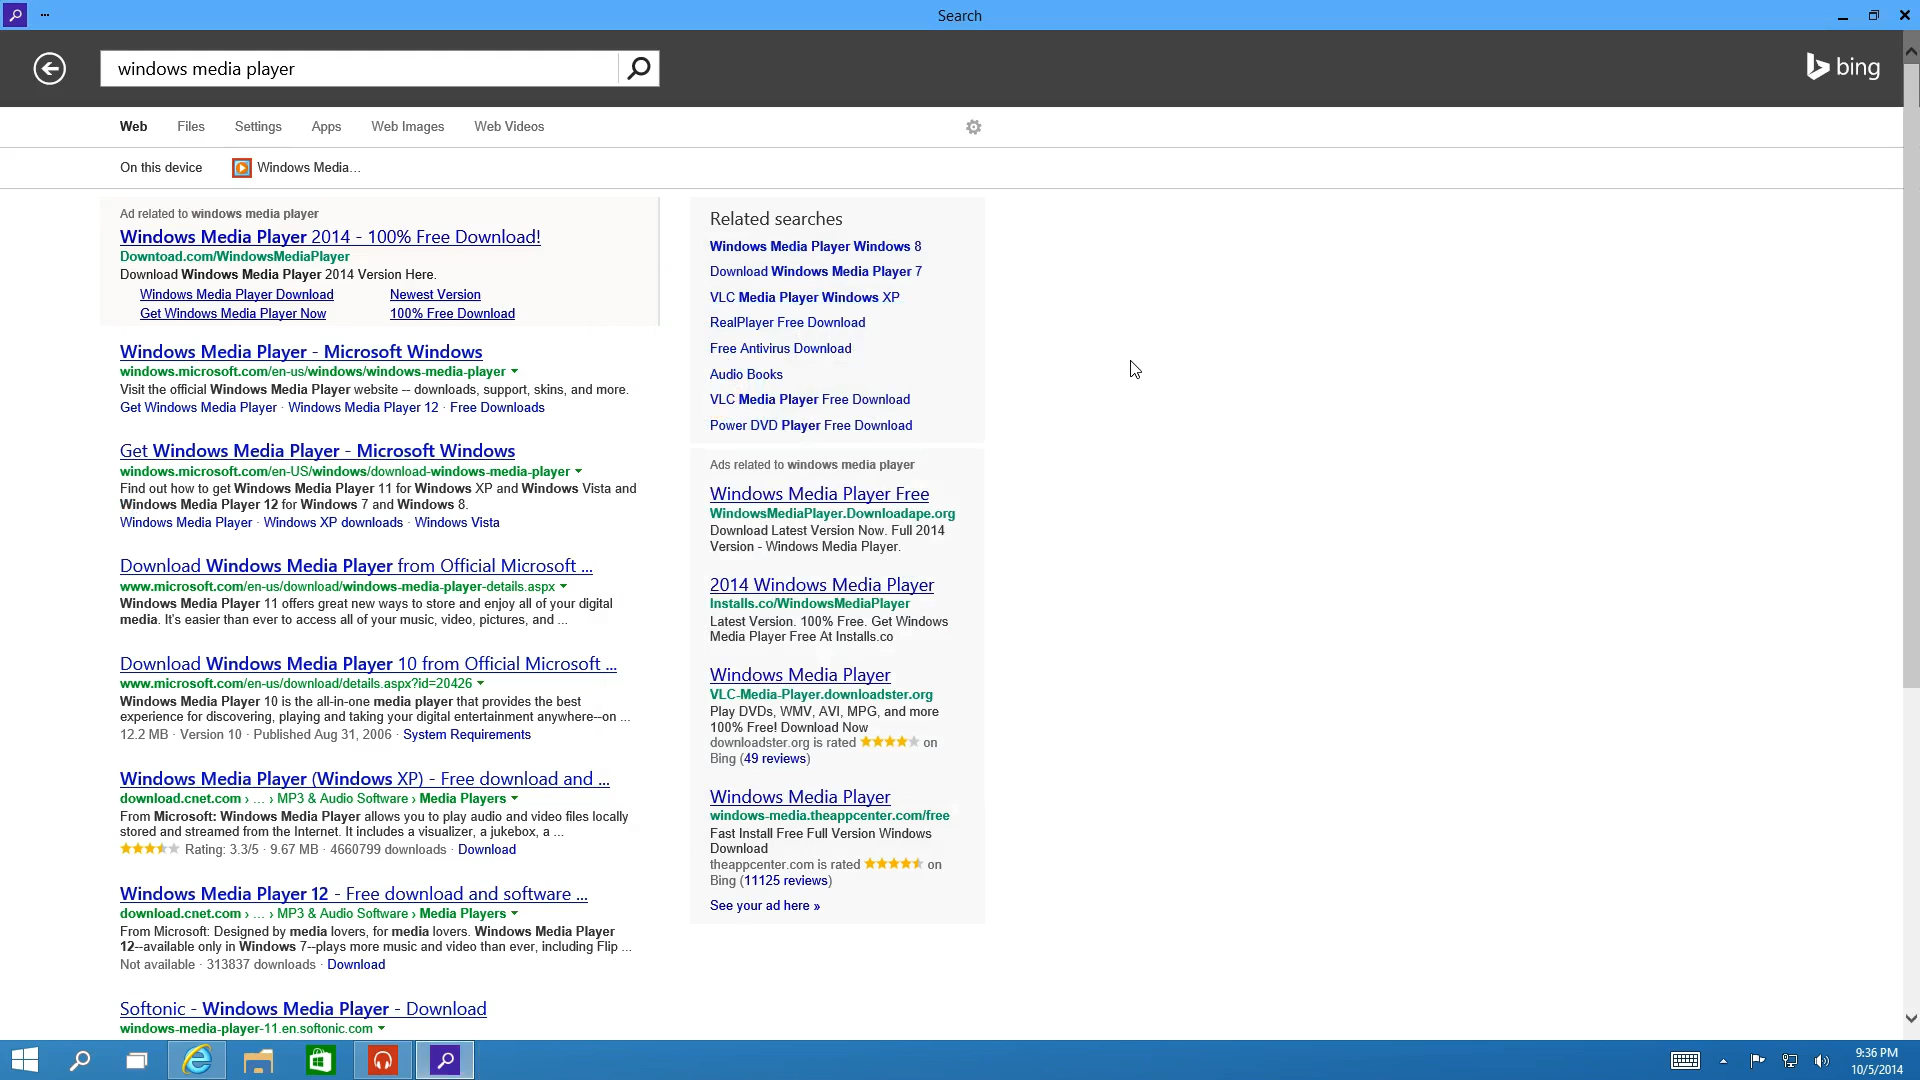 Search
windows media player
bing
Web Files Settings Apps Web Images Web Videos
On this device Windows Media...
Ad related to windows media player
Windows Media Player 2014 - 100% Free Download!
Downtoad.com/WindowsMediaPlayer
Download Windows Media Player 2014 Version Here.
Windows Media Player Download Newest Version
Get Windows Media Player Now 100% Free Download
Windows Media Player - Microsoft Windows
windows.microsoft.com/en-us/windows/windows-media-player
Visit the official Windows Media Player website -- downloads, support, skins, and more.
Get Windows Media Player · Windows Media Player 12 · Free Downloads
Get Windows Media Player - Microsoft Windows
windows.microsoft.com/en-US/windows/download-windows-media-player
Find out how to get Windows Media Player 11 for Windows XP and Windows Vista and
Windows Media Player 12 for Windows 7 and Windows 8.
Windows Media Player · Windows XP downloads · Windows Vista
Download Windows Media Player from Official Microsoft ...
www.microsoft.com/en-us/download/windows-media-player-details.aspx
Windows Media Player 11 offers great new ways to store and enjoy all of your digital
media. It's easier than ever to access all of your music, video, pictures, and ...
Download Windows Media Player 10 from Official Microsoft ...
www.microsoft.com/en-us/download/details.aspx?id=20426
Windows Media Player 10 is the all-in-one media player that provides the best
experience for discovering, playing and taking your digital entertainment anywhere--on ...
12.2 MB · Version 10 · Published Aug 31, 2006 · System Requirements
Windows Media Player (Windows XP) - Free download and ...
download.cnet.com › ... › MP3 & Audio Software › Media Players
From Microsoft: Windows Media Player allows you to play audio and video files locally
stored and streamed from the Internet. It includes a visualizer, a jukebox, a ...
Rating: 3.3/5 · 9.67 MB · 4660799 downloads · Download
Windows Media Player 12 - Free download and software ...
download.cnet.com › ... › MP3 & Audio Software › Media Players
From Microsoft: Designed by media lovers, for media lovers. Windows Media Player
12--available only in Windows 7--plays more music and video than ever, including Flip ...
Not available · 313837 downloads · Download
Softonic - Windows Media Player - Download
windows-media-player-11.en.softonic.com
Related searches
Windows Media Player Windows 8
Download Windows Media Player 7
VLC Media Player Windows XP
RealPlayer Free Download
Free Antivirus Download
Audio Books
VLC Media Player Free Download
Power DVD Player Free Download
Ads related to windows media player
Windows Media Player Free
WindowsMediaPlayer.Downloadape.org
Download Latest Version Now. Full 2014
Version - Windows Media Player.
2014 Windows Media Player
Installs.co/WindowsMediaPlayer
Latest Version. 100% Free. Get Windows
Media Player Free At Installs.co
Windows Media Player
VLC-Media-Player.downloadster.org
Play DVDs, WMV, AVI, MPG, and more
100% Free! Download Now
downloadster.org is rated on
Bing (49 reviews)
Windows Media Player
windows-media.theappcenter.com/free
Fast Install Free Full Version Windows
Download
theappcenter.com is rated on
Bing (11125 reviews)
See your ad here »
9:36 PM
10/5/2014